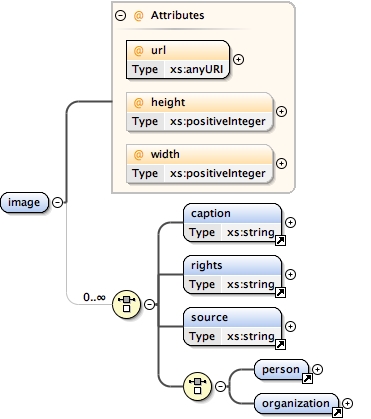 @ Attributes
@ url
Type xs:anyURI
@ height
Type xs:positiveInteger
@ width
Type xs:positiveInteger
image
caption
Type xs:string
rights
Type xs:string
source
Type xs:string
0..∞
person
organization